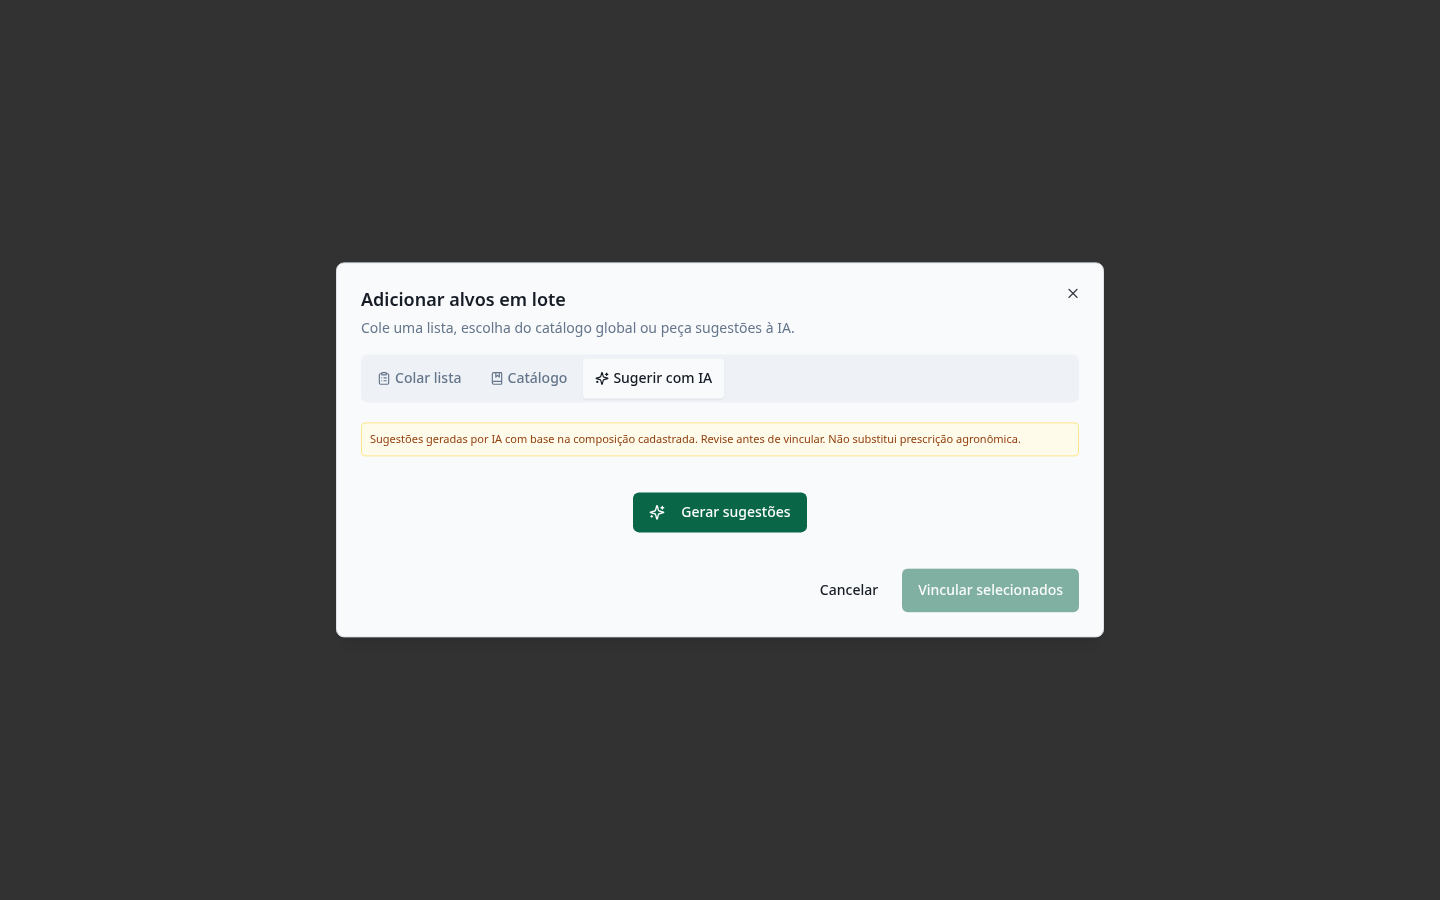 Adicionar alvos em lote
Cole uma lista, escolha do catálogo global ou peça sugestões à IA.
Colar lista
Catálogo
Sugerir com IA
Sugestões geradas por IA com base na composição cadastrada. Revise antes de vincular. Não substitui prescrição agronômica.
Gerar sugestões
Cancelar
Vincular selecionados